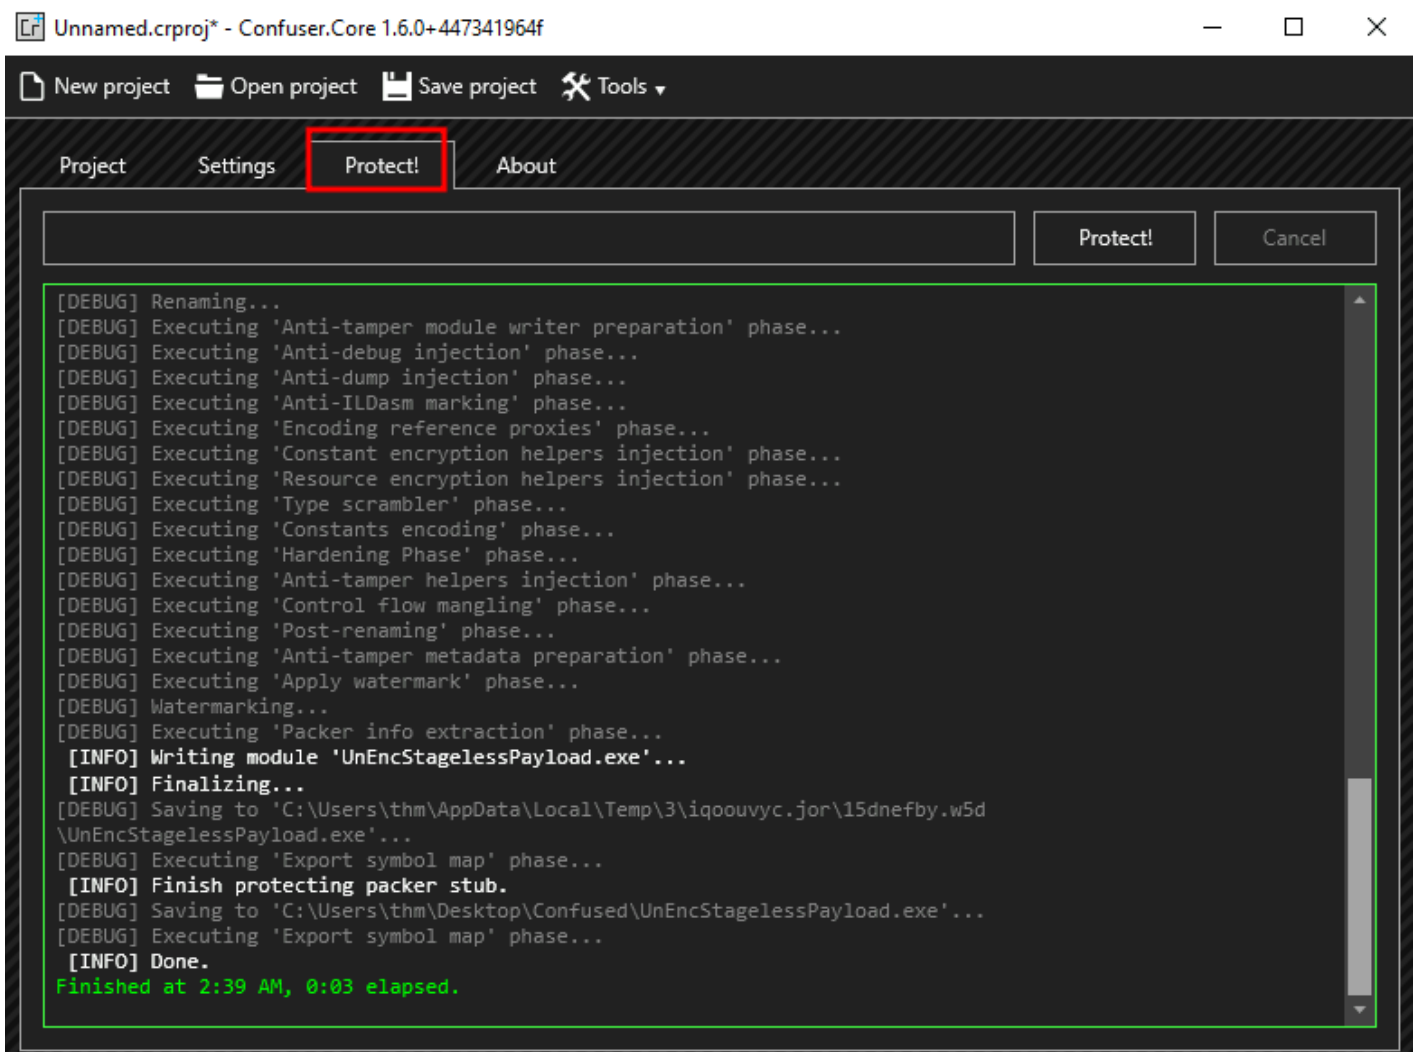 Unnamed.crproj* - Confuser.Core 1.6.0+447341964f
New project Open project Save project Tools
Project Settings Protect! About
Protect! Cancel
[DEBUG] Renaming...
[DEBUG] Executing 'Anti-tamper module writer preparation' phase...
[DEBUG] Executing 'Anti-debug injection' phase...
[DEBUG] Executing 'Anti-dump injection' phase...
[DEBUG] Executing 'Anti-ILDasm marking' phase...
[DEBUG] Executing 'Encoding reference proxies' phase...
[DEBUG] Executing 'Constant encryption helpers injection' phase...
[DEBUG] Executing 'Resource encryption helpers injection' phase...
[DEBUG] Executing 'Type scrambler' phase...
[DEBUG] Executing 'Constants encoding' phase...
[DEBUG] Executing 'Hardening Phase' phase...
[DEBUG] Executing 'Anti-tamper helpers injection' phase...
[DEBUG] Executing 'Control flow mangling' phase...
[DEBUG] Executing 'Post-renaming' phase...
[DEBUG] Executing 'Anti-tamper metadata preparation' phase...
[DEBUG] Executing 'Apply watermark' phase...
[DEBUG] Watermarking...
[DEBUG] Executing 'Packer info extraction' phase...
[INFO] Writing module 'UnEncStagelessPayload.exe'...
[INFO] Finalizing...
[DEBUG] Saving to 'C:\Users\thm\AppData\Local\Temp\3\iqoouvyc.jor\15dnefby.w5d
\UnEncStagelessPayload.exe'...
[DEBUG] Executing 'Export symbol map' phase...
[INFO] Finish protecting packer stub.
[DEBUG] Saving to 'C:\Users\thm\Desktop\Confused\UnEncStagelessPayload.exe'...
[DEBUG] Executing 'Export symbol map' phase...
[INFO] Done.
Finished at 2:39 AM, 0:03 elapsed.